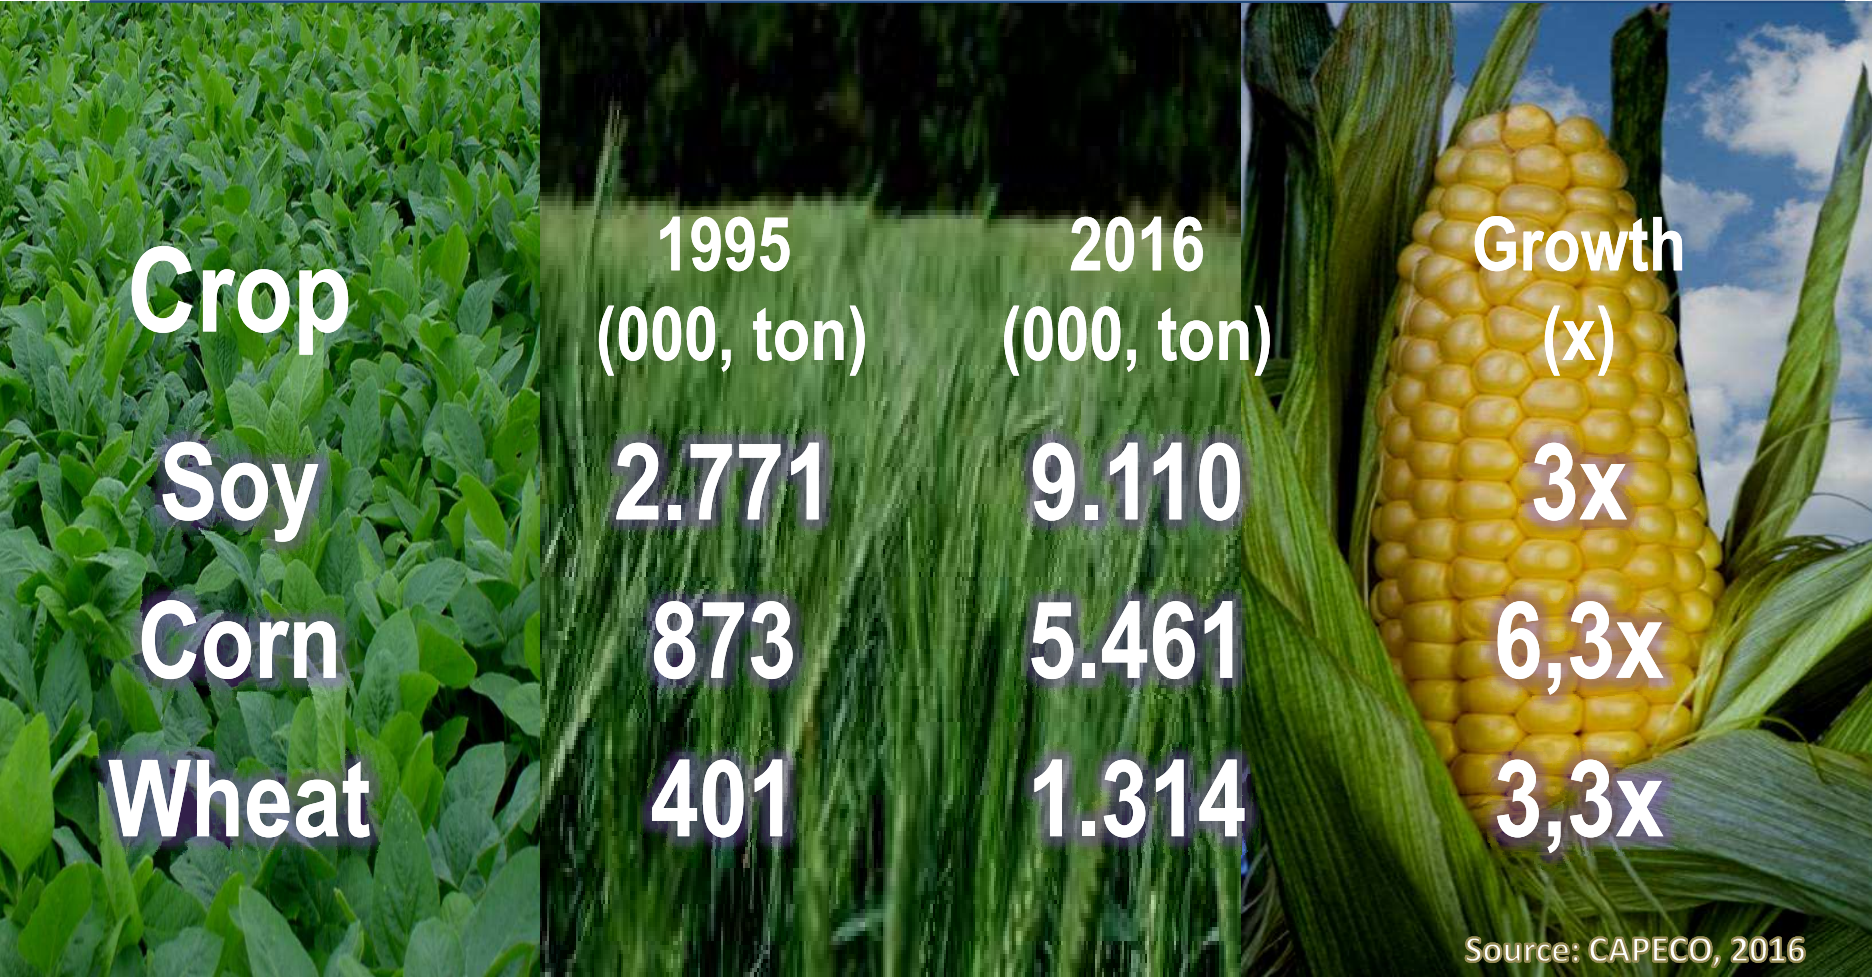 Crop 1995 (000, ton) 2016 (000, ton) Growth (x)
Soy 2.771 9.110 3x
Corn 873 5.461 6,3x
Wheat 401 1.314 3,3x
Source: CAPECO, 2016